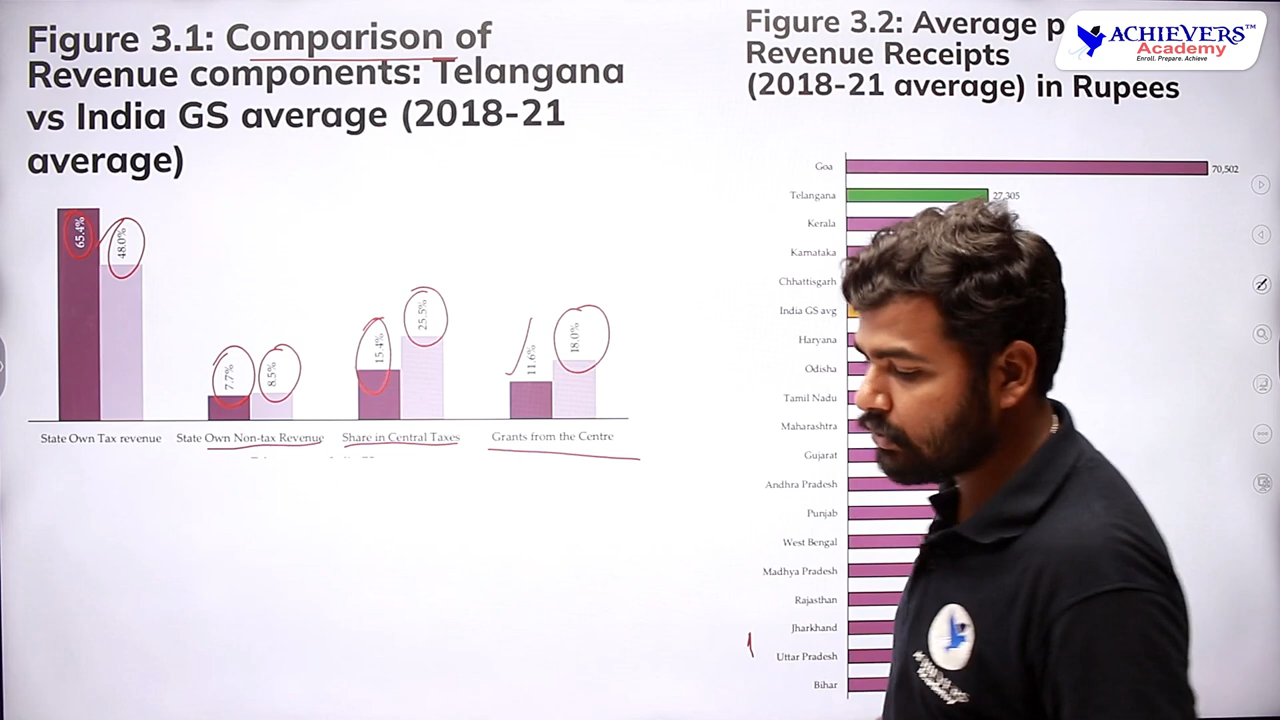 Figure 3.1: Comparison of
Revenue components: Telangana
vs India GS average (2018-21
average)
65.4%
48.0%
7.7%
8.5%
15.4%
25.5%
11.6%
18.0%
State Own Tax revenue
State Own Non-tax Revenue
Share in Central Taxes
Grants from the Centre
Figure 3.2: Average
Revenue Receipts
(2018-21 average) in Rupees
ACHIEVERS™
Academy
Enroll. Prepare. Achieve
Goa
70,502
Telangana
27,305
Kerala
Karnataka
Chhattisgarh
India GS avg
Haryana
Odisha
Tamil Nadu
Maharashtra
Gujarat
Andhra Pradesh
Punjab
West Bengal
Madhya Pradesh
Rajasthan
Jharkhand
Uttar Pradesh
Bihar